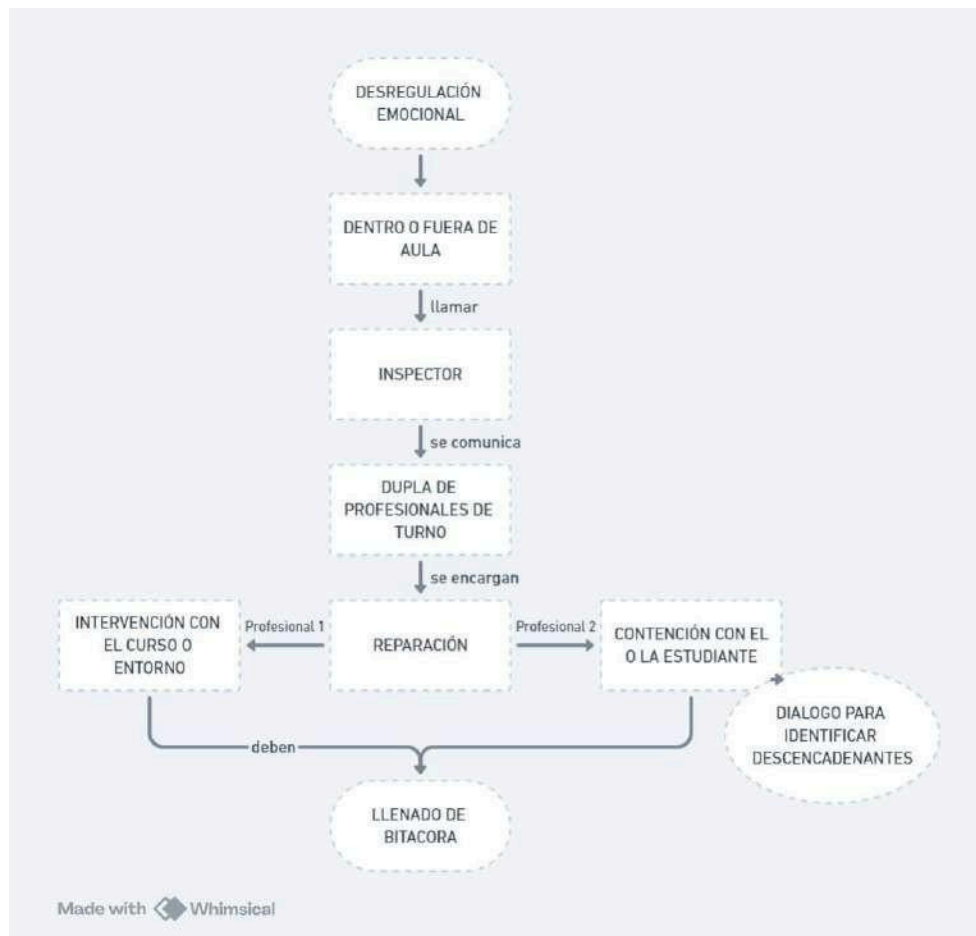 DESREGULACIÓN
EMOCIONAL
DENTRO O FUERA DE
AULA
llamar
INSPECTOR
se comunica
DUPLA DE
PROFESIONALES DE
TURNO
se encargan
INTERVENCIÓN CON
EL CURSO O
ENTORNO
Profesional 1
REPARACIÓN
Profesional 2
CONTENCIÓN CON EL
O LA ESTUDIANTE
DIALOGO PARA
IDENTIFICAR
DESCENCADENANTES
deben
LLENADO DE
BITACORA
Made with Whimsical